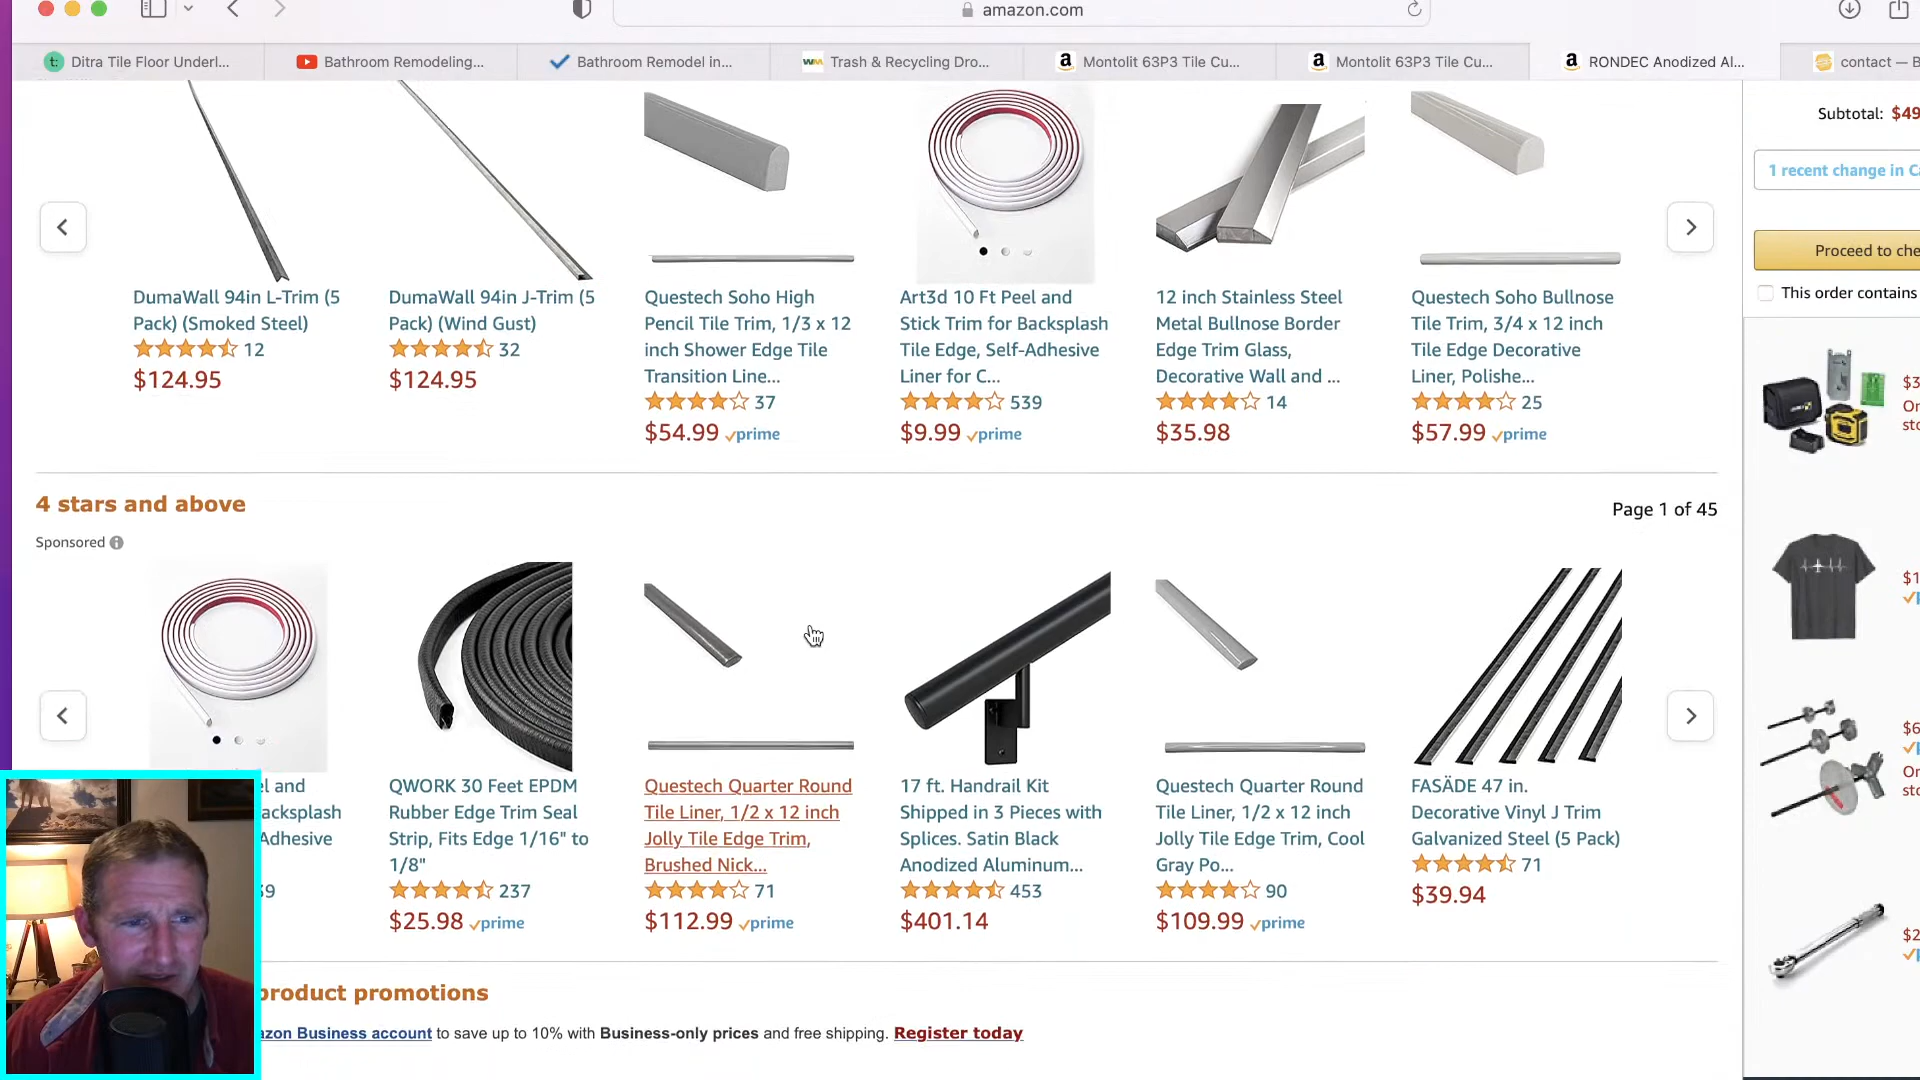 amazon.com
Ditra Tile Floor Underl...
Bathroom Remodeling...
Bathroom Remodel in...
Trash & Recycling Dro...
Montolit 63P3 Tile Cu...
Montolit 63P3 Tile Cu...
RONDEC Anodized Al...
contact — B
DumaWall 94in L-Trim (5
Pack) (Smoked Steel)
12
$124.95
DumaWall 94in J-Trim (5
Pack) (Wind Gust)
32
$124.95
Questech Soho High
Pencil Tile Trim, 1/3 x 12
inch Shower Edge Tile
Transition Line...
37
$54.99 prime
Art3d 10 Ft Peel and
Stick Trim for Backsplash
Tile Edge, Self-Adhesive
Liner for C...
539
$9.99 prime
12 inch Stainless Steel
Metal Bullnose Border
Edge Trim Glass,
Decorative Wall and ...
14
$35.98
Questech Soho Bullnose
Tile Trim, 3/4 x 12 inch
Tile Edge Decorative
Liner, Polishe...
25
$57.99 prime
Subtotal: $49
1 recent change in Ca
Proceed to che
This order contains
4 stars and above
Page 1 of 45
Sponsored
el and
acksplash
Adhesive
39
QWORK 30 Feet EPDM
Rubber Edge Trim Seal
Strip, Fits Edge 1/16" to
1/8"
237
$25.98 prime
Questech Quarter Round
Tile Liner, 1/2 x 12 inch
Jolly Tile Edge Trim,
Brushed Nick...
71
$112.99 prime
17 ft. Handrail Kit
Shipped in 3 Pieces with
Splices. Satin Black
Anodized Aluminum...
453
$401.14
Questech Quarter Round
Tile Liner, 1/2 x 12 inch
Jolly Tile Edge Trim, Cool
Gray Po...
90
$109.99 prime
FASÄDE 47 in.
Decorative Vinyl J Trim
Galvanized Steel (5 Pack)
71
$39.94
$3
On
sto
$1
$6
On
sto
$2
product promotions
azon Business account to save up to 10% with Business-only prices and free shipping. Register today